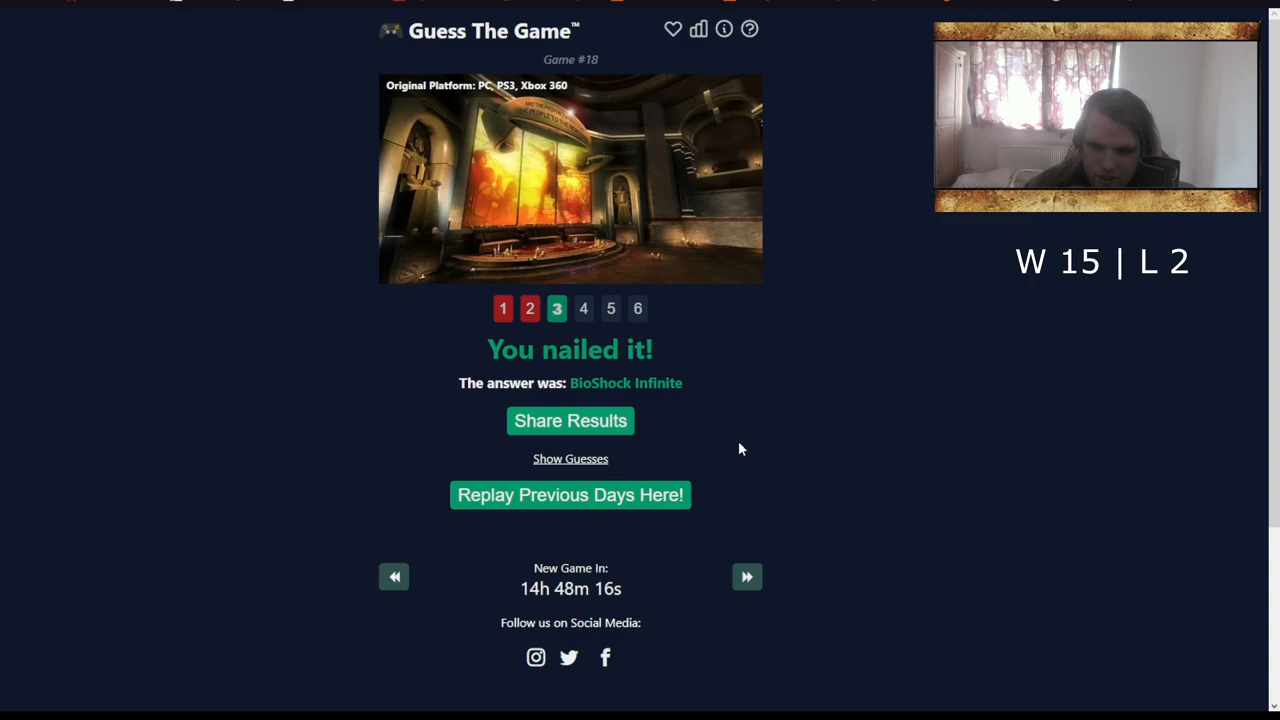 Guess The Game™
Game #18
Original Platform: PC, PS3, Xbox 360
1 2 3 4 5 6
You nailed it!
The answer was: BioShock Infinite
Share Results
Show Guesses
Replay Previous Days Here!
New Game In:
14h 48m 16s
Follow us on Social Media:
W 15 | L 2